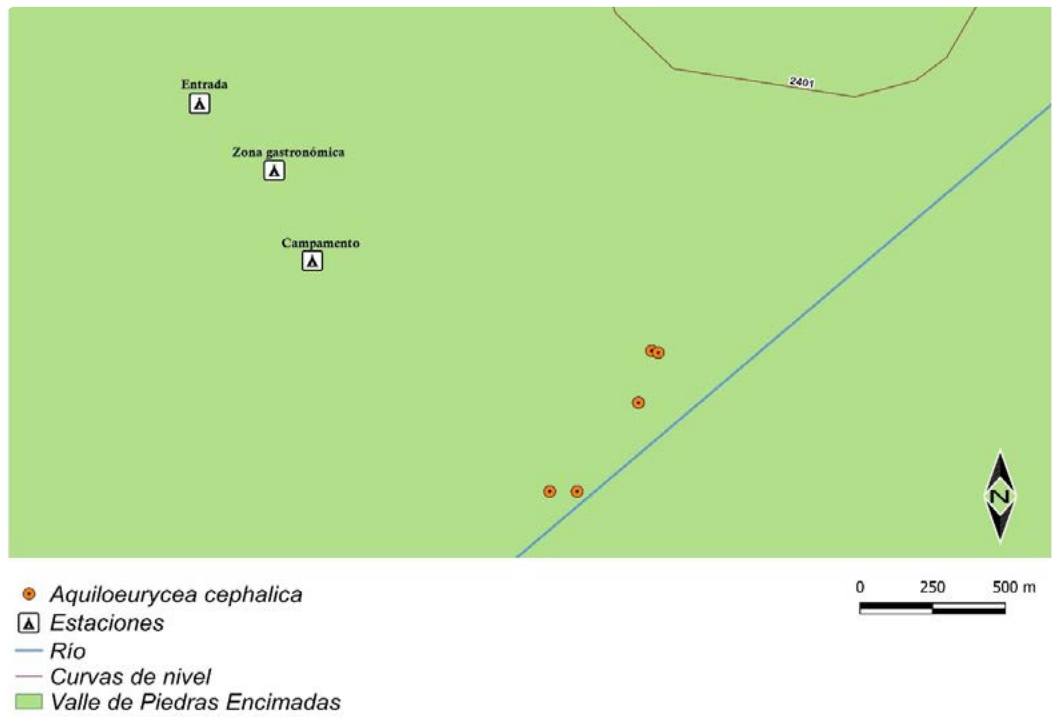 2401
Entrada
Zona gastronómica
Campamento
N
Aquiloeurycea cephalica
Estaciones
Río
Curvas de nivel
Valle de Piedras Encimadas
0 250 500 m